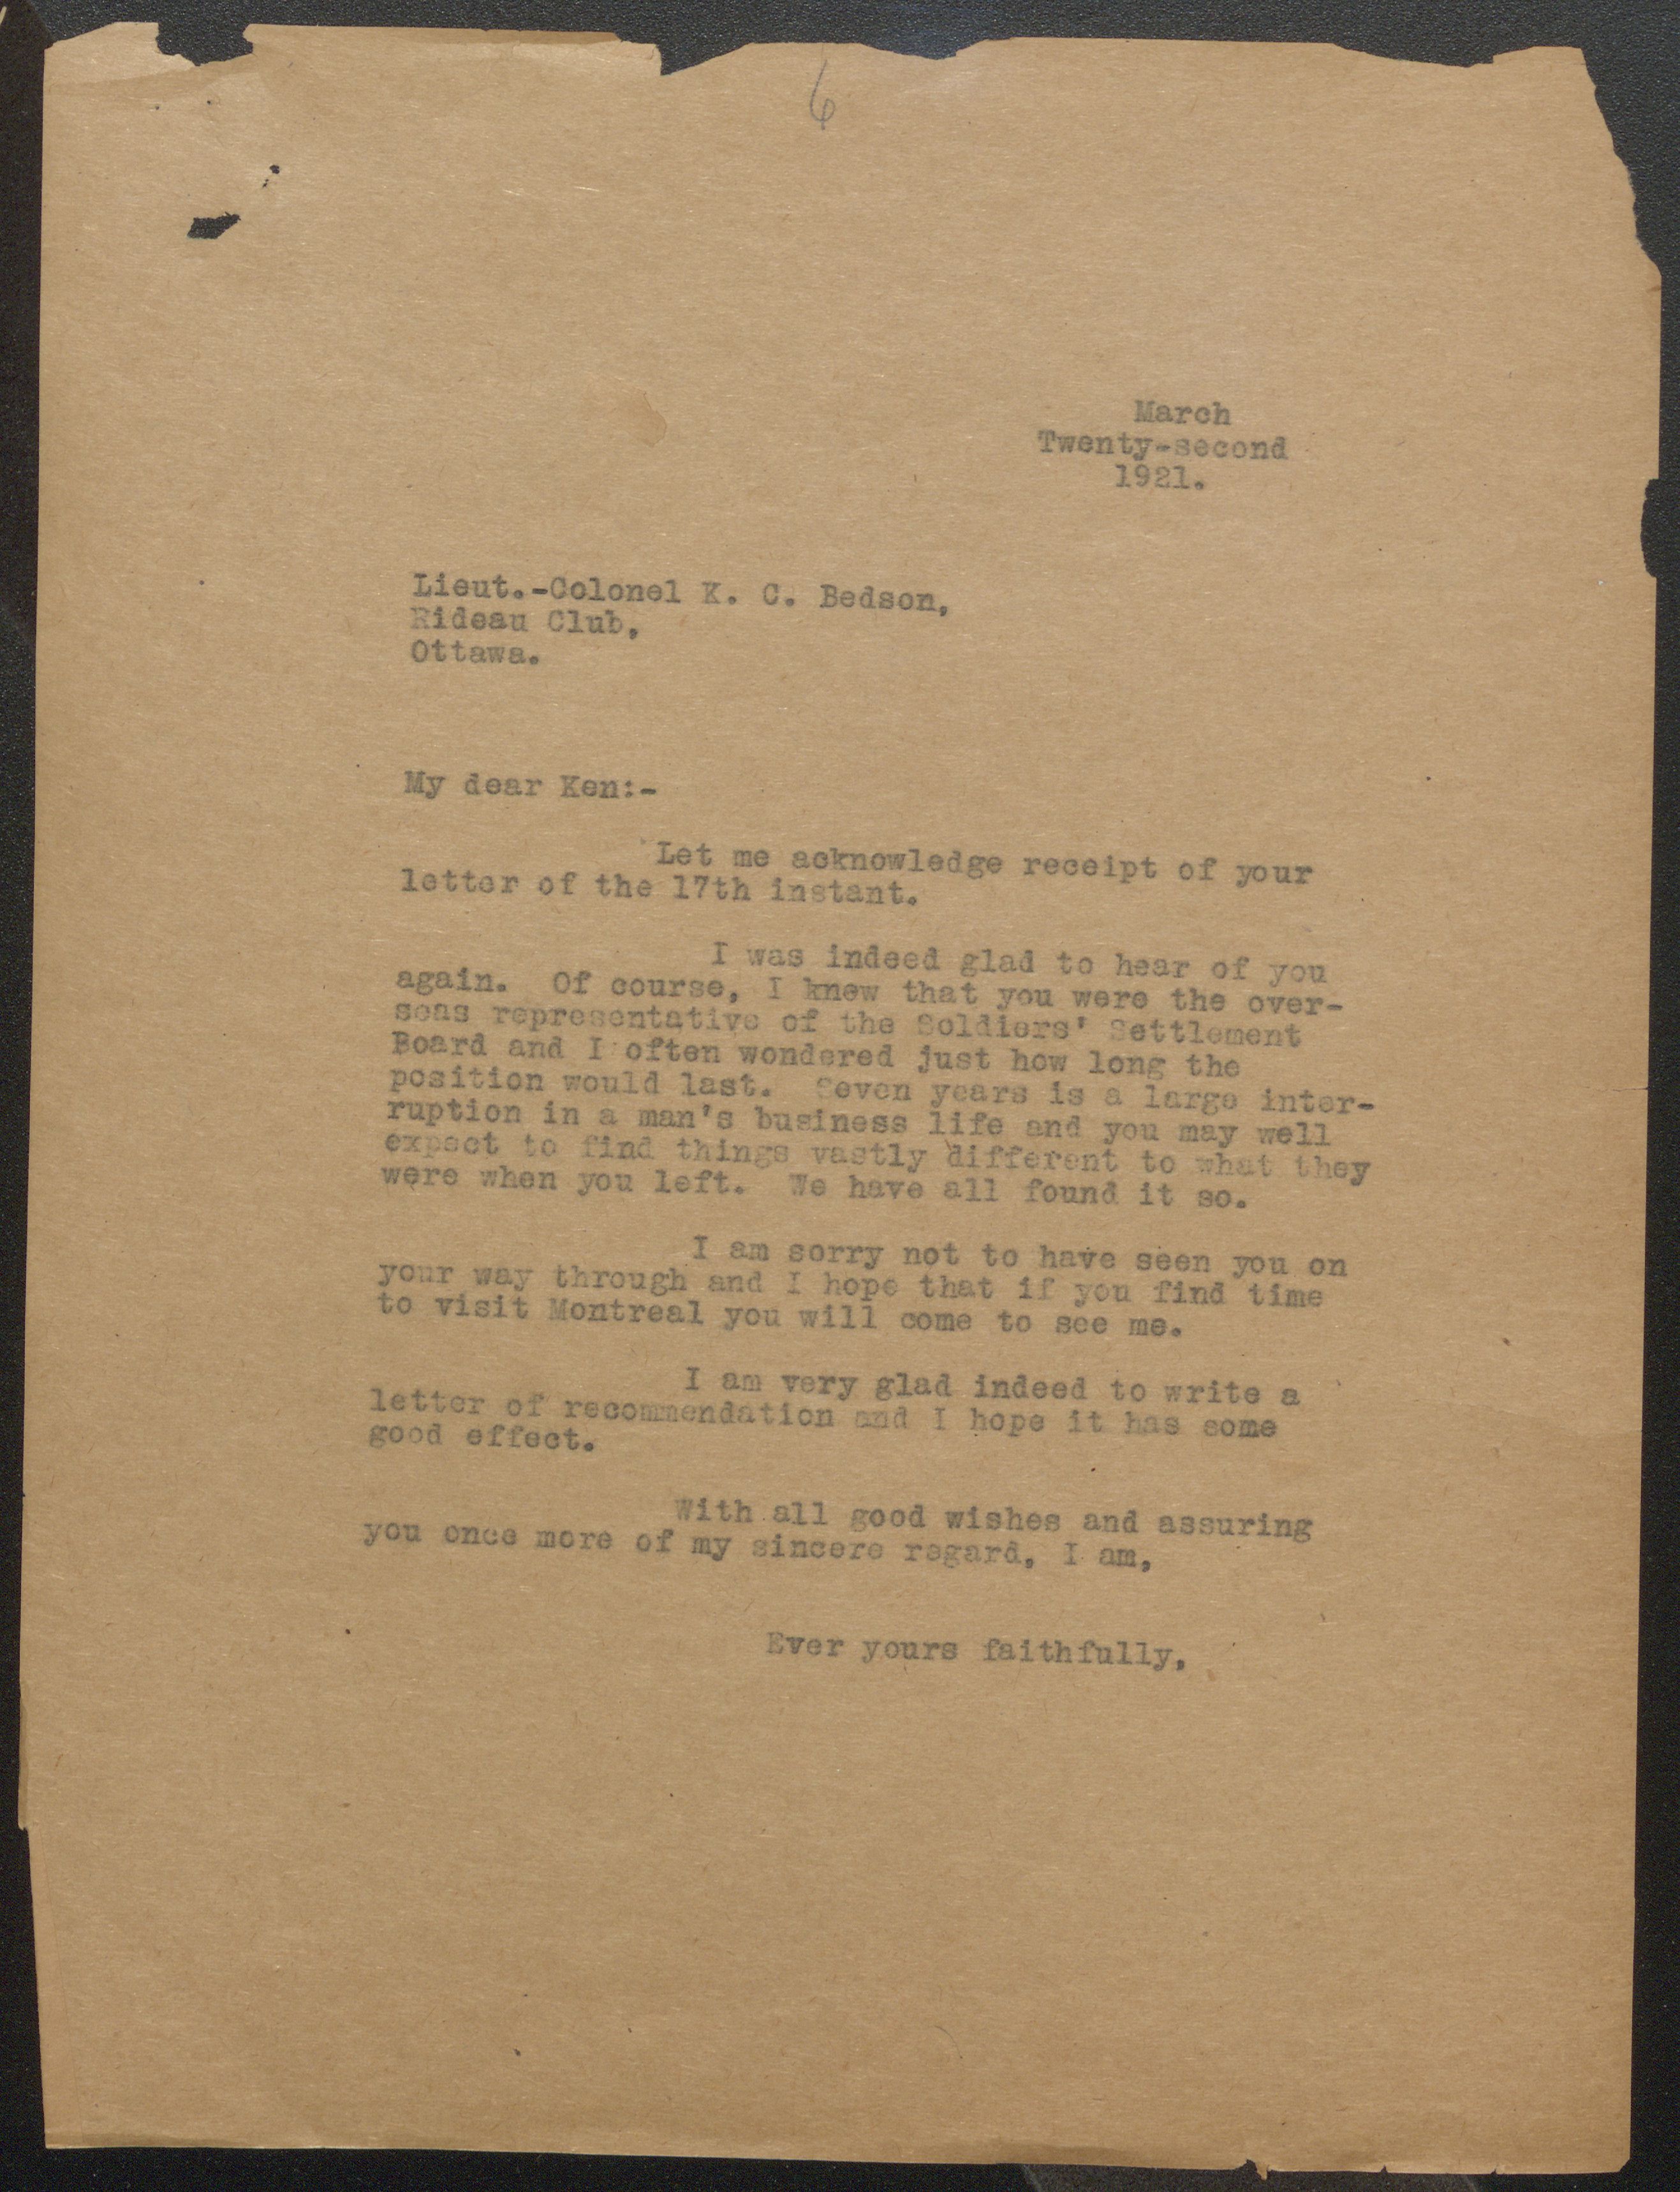 6
March
Twenty-second
1921.
Lieut.-Colonel K. C. Bedson,
Rideau Club,
Ottawa.
My dear Ken:-
Let me acknowledge receipt of your
letter of the 17th instant.
I was indeed glad to hear of you
again. Of course, I knew that you were the over-
seas representative of the Soldiers' Settlement
Board and I often wondered just how long the
position would last. Seven years is a large inter-
ruption in a man's business life and you may well
expect to find things vastly different to what they
were when you left. We have all found it so.
I am sorry not to have seen you on
your way through and I hope that if you find time
to visit Montreal you will come to see me.
I am very glad indeed to write a
letter of recommendation and I hope it has some
good effect.
With all good wishes and assuring
you once more of my sincere regard, I am,
Ever yours faithfully,